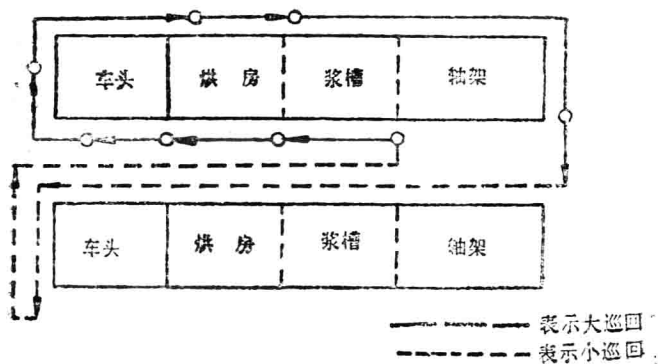 车头 烘房 浆槽 轴架
车头 烘房 浆槽 轴架
表示大巡回
表示小巡回